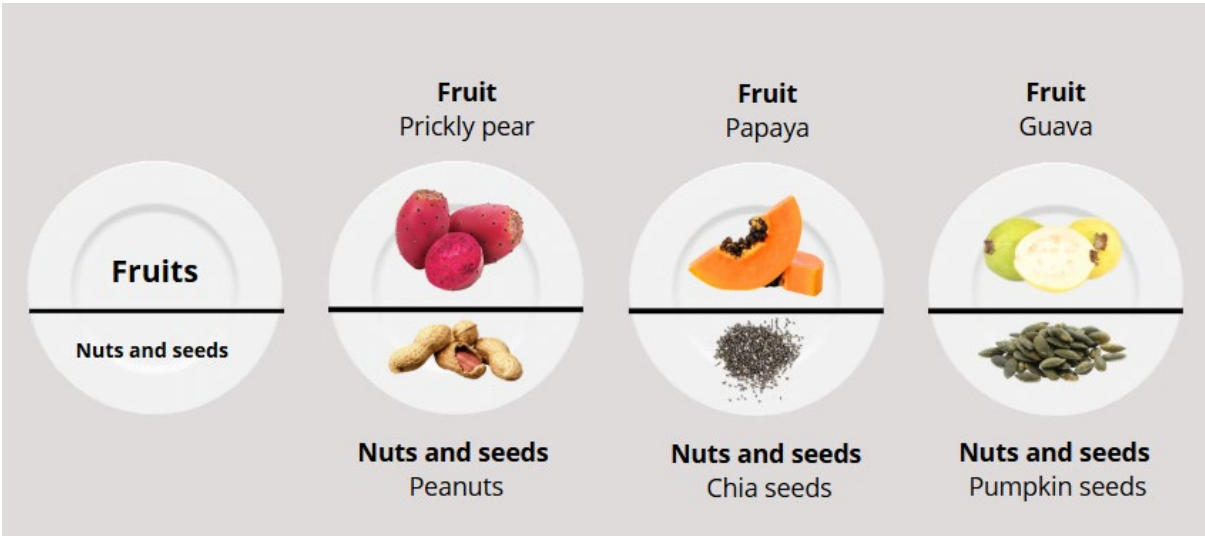 Fruits
Nuts and seeds
Fruit
Prickly pear
Nuts and seeds
Peanuts
Fruit
Papaya
Nuts and seeds
Chia seeds
Fruit
Guava
Nuts and seeds
Pumpkin seeds